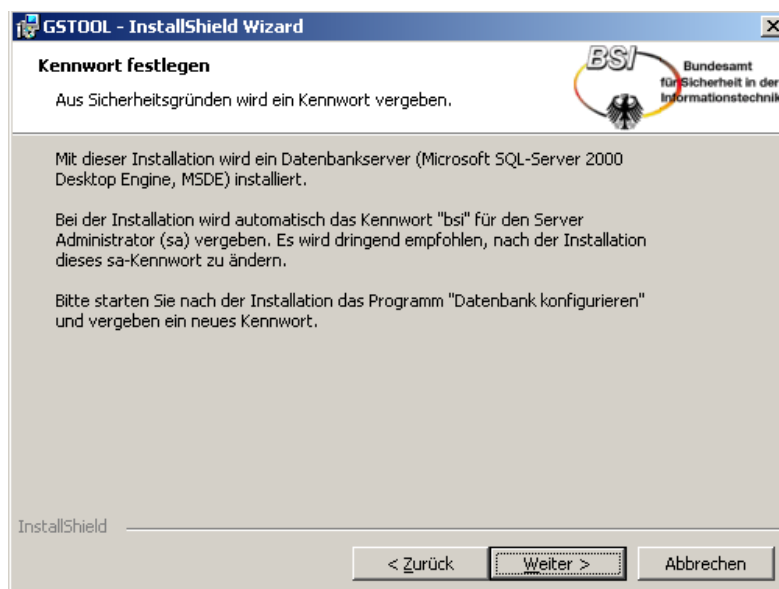 GSTOOL - InstallShield Wizard
Kennwort festlegen
Aus Sicherheitsgründen wird ein Kennwort vergeben.
BSI
Bundesamt
für Sicherheit in der
Informationstechnik
Mit dieser Installation wird ein Datenbankserver (Microsoft SQL-Server 2000
Desktop Engine, MSDE) installiert.
Bei der Installation wird automatisch das Kennwort "bsi" für den Server
Administrator (sa) vergeben. Es wird dringend empfohlen, nach der Installation
dieses sa-Kennwort zu ändern.
Bitte starten Sie nach der Installation das Programm "Datenbank konfigurieren"
und vergeben ein neues Kennwort.
InstallShield
< Zurück
Weiter >
Abbrechen